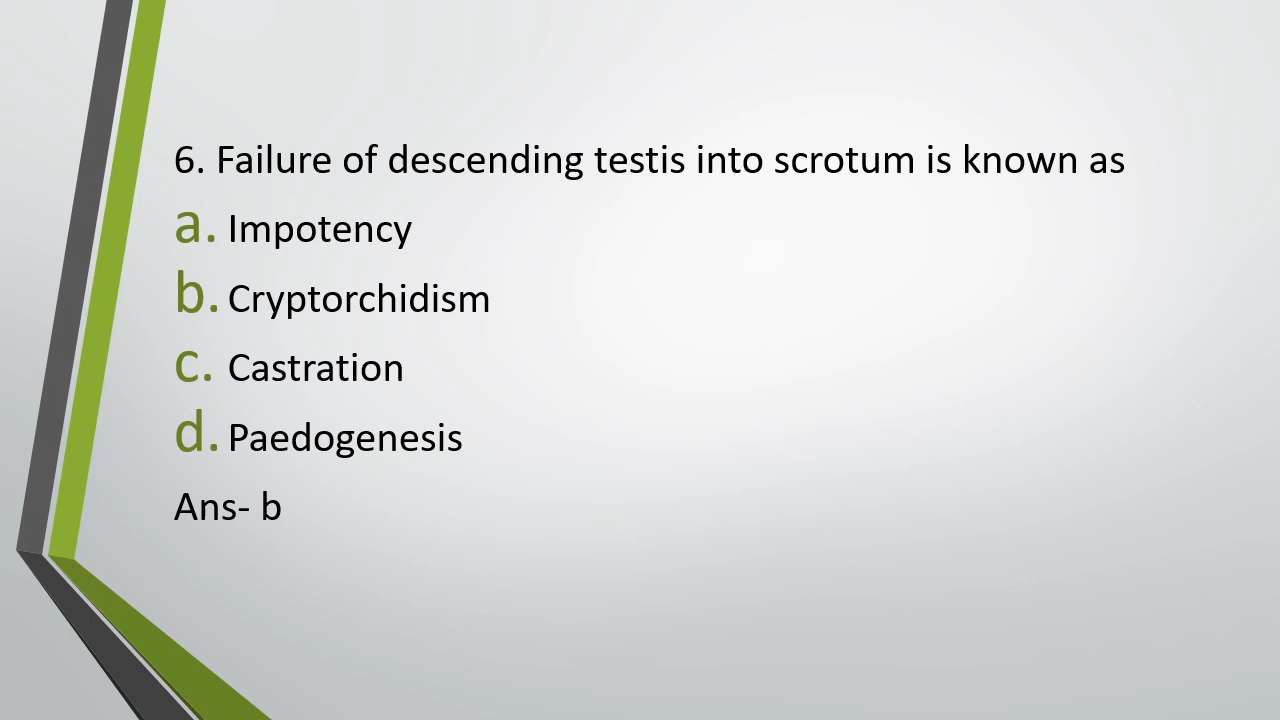 6. Failure of descending testis into scrotum is known as
a. Impotency
b. Cryptorchidism
c. Castration
d. Paedogenesis
Ans- b